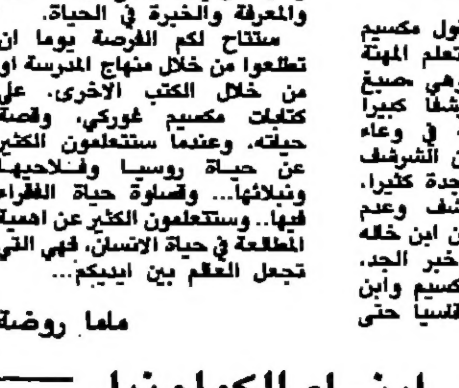 والمعرفة والخبرة في الحياة.
ستتاح لكم الفرصة يوما ان
تطلعوا من خلال منهاج المدرسة او
من خلال الكتب الاخرى، على
كتابات مكسيم غوركي، وقصة
حياته، وعندما ستتعلمون الكثير
عن حياة روسيا وفلاحيها
ونبلائها... وقساوة حياة الفقراء
فيها.. وستتعلمون الكثير عن اهمية
المطالعة في حياة الانسان، فهي التي
تجعل العالم بين ايديكم...
ماما روضة
قول مكسيم
تعلم المهنة
وهي صبغ
شفا كبيرا
في وعاء
ن الشرشف
جدة كثيرا،
شف وعدم
ن ابن خاله
خبر الجد،
كسيم وابن
قاسيا حتى